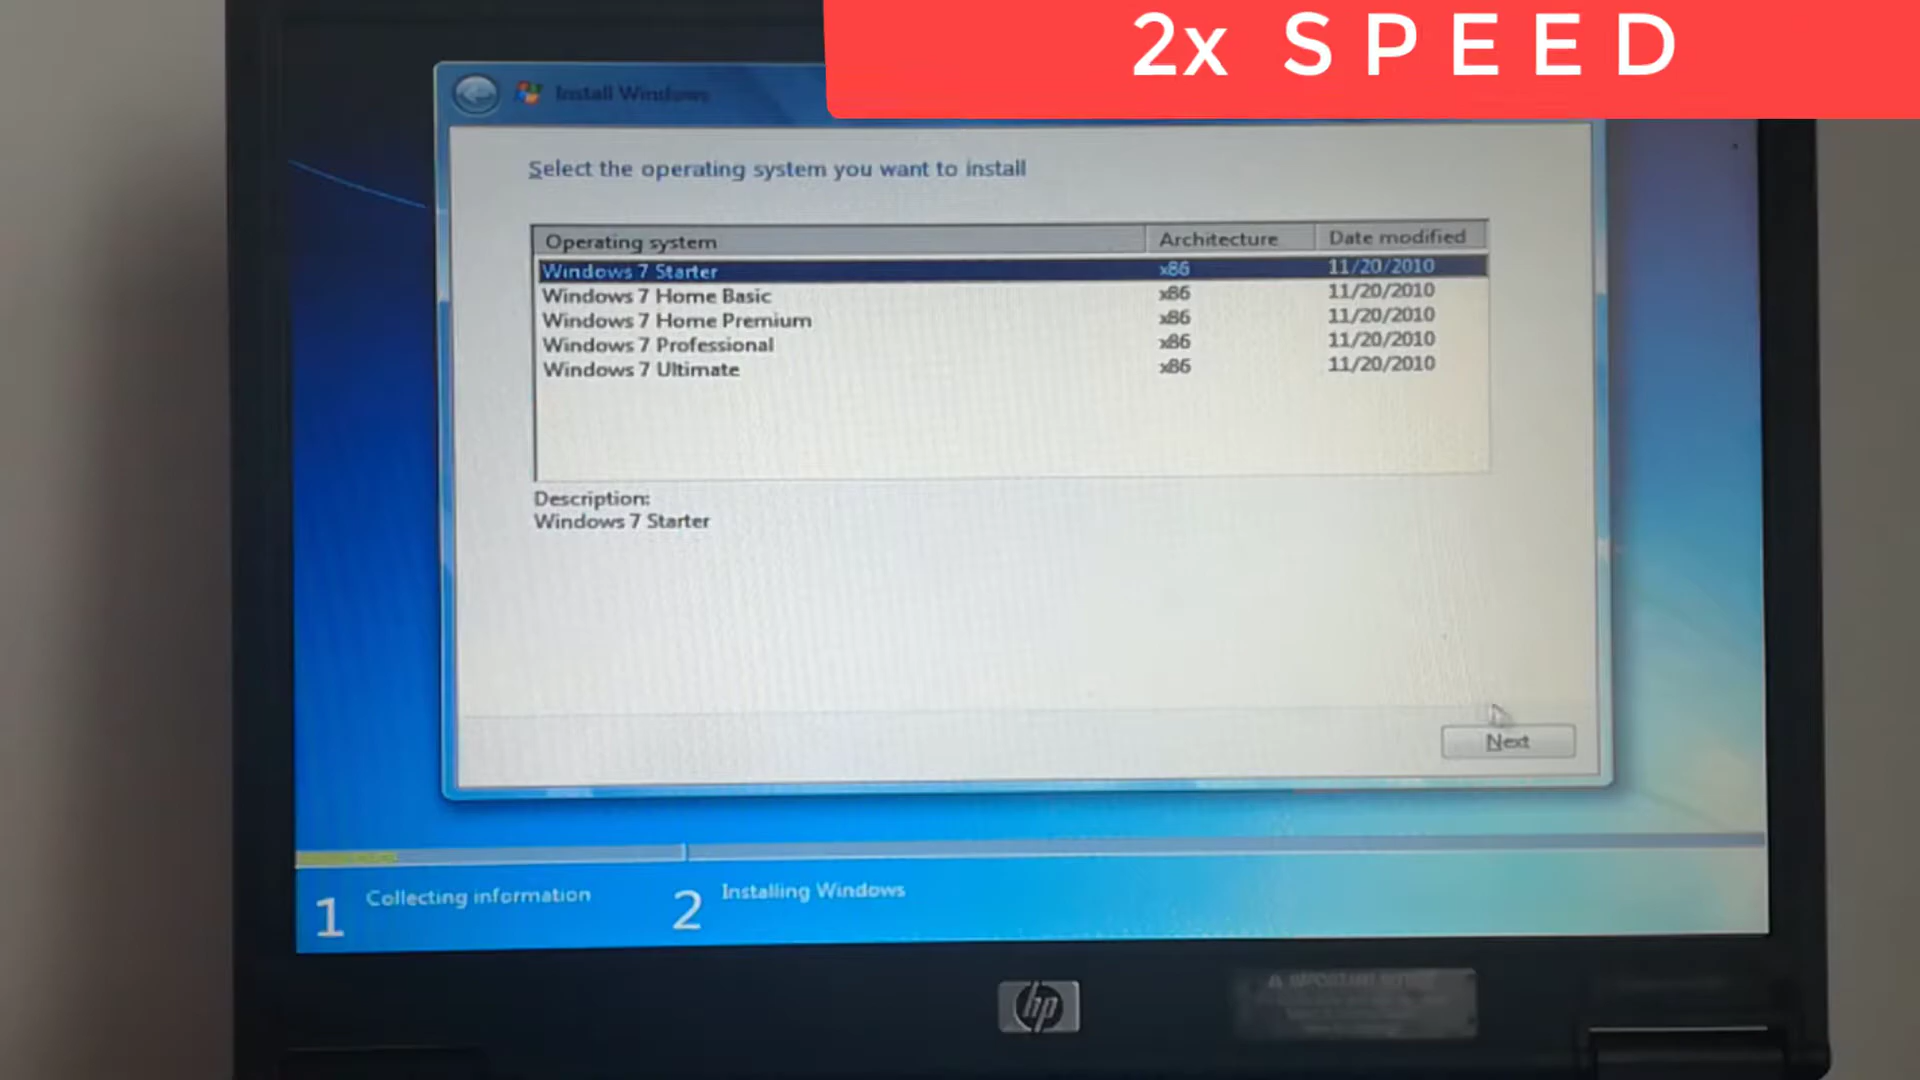 2x SPEED
Install Windows
Select the operating system you want to install
Operating system Architecture Date modified
Windows 7 Starter x86 11/20/2010
Windows 7 Home Basic x86 11/20/2010
Windows 7 Home Premium x86 11/20/2010
Windows 7 Professional x86 11/20/2010
Windows 7 Ultimate x86 11/20/2010
Description:
Windows 7 Starter
Next
1 Collecting information 2 Installing Windows
hp